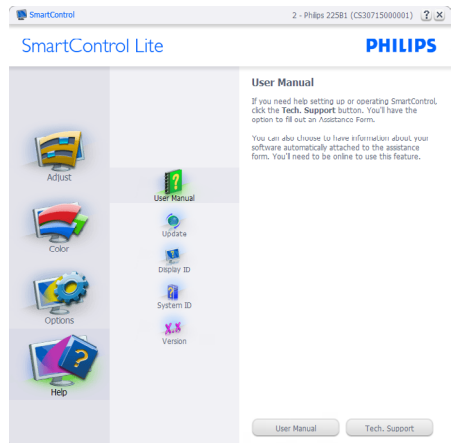 SmartControl
2 - Philips 225B1 (CS30715000001) ? X
SmartControl Lite
PHILIPS
Adjust
Color
Options
Help
User Manual
Update
Display ID
System ID
X.X
Version
User Manual
If you need help setting up or operating SmartControl,
click the Tech. Support button. You'll have the
option to fill out an Assistance Form.
You can also choose to have information about your
software automatically attached to the assistance
form. You'll need to be online to use this feature.
User Manual
Tech. Support